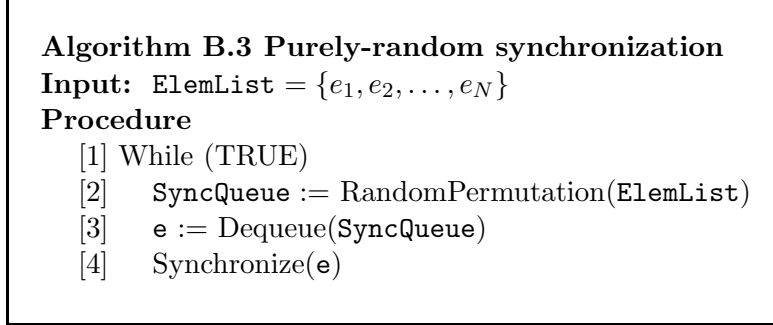 Algorithm B.3 Purely-random synchronization
Input: ElemList = {e₁, e₂, . . . , e_N}
Procedure
[1] While (TRUE)
[2] SyncQueue := RandomPermutation(ElemList)
[3] e := Dequeue(SyncQueue)
[4] Synchronize(e)